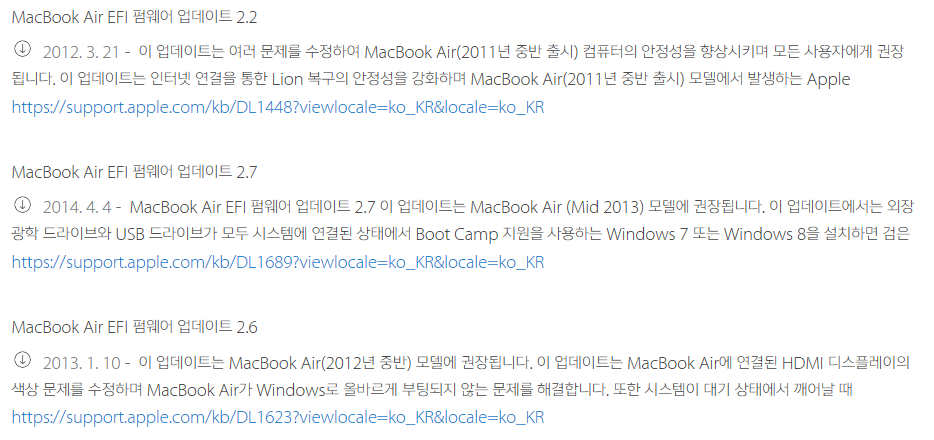 MacBook Air EFI 펌웨어 업데이트 2.2
2012. 3. 21 - 이 업데이트는 여러 문제를 수정하여 MacBook Air(2011년 중반 출시) 컴퓨터의 안정성을 향상시키며 모든 사용자에게 권장
됩니다. 이 업데이트는 인터넷 연결을 통한 Lion 복구의 안정성을 강화하며 MacBook Air(2011년 중반 출시) 모델에서 발생하는 Apple
https://support.apple.com/kb/DL1448?viewlocale=ko_KR&locale=ko_KR
MacBook Air EFI 펌웨어 업데이트 2.7
2014. 4. 4 - MacBook Air EFI 펌웨어 업데이트 2.7 이 업데이트는 MacBook Air (Mid 2013) 모델에 권장됩니다. 이 업데이트에서는 외장
광학 드라이브와 USB 드라이브가 모두 시스템에 연결된 상태에서 Boot Camp 지원을 사용하는 Windows 7 또는 Windows 8을 설치하면 검은
https://support.apple.com/kb/DL1689?viewlocale=ko_KR&locale=ko_KR
MacBook Air EFI 펌웨어 업데이트 2.6
2013. 1. 10 - 이 업데이트는 MacBook Air(2012년 중반) 모델에 권장됩니다. 이 업데이트는 MacBook Air에 연결된 HDMI 디스플레이의
색상 문제를 수정하며 MacBook Air가 Windows로 올바르게 부팅되지 않는 문제를 해결합니다. 또한 시스템이 대기 상태에서 깨어날 때
https://support.apple.com/kb/DL1623?viewlocale=ko_KR&locale=ko_KR